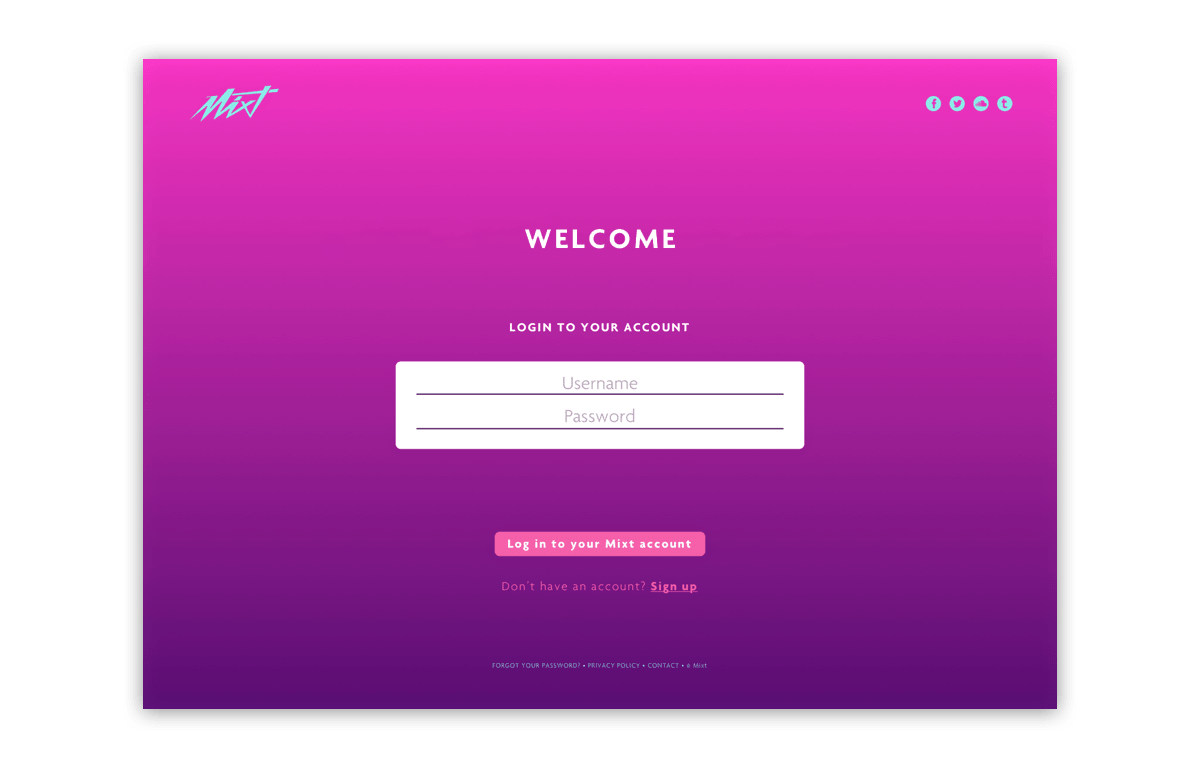 Mixt
WELCOME
LOGIN TO YOUR ACCOUNT
Username
Password
Log in to your Mixt account
Don't have an account? Sign up
FORGOT YOUR PASSWORD? • PRIVACY POLICY • CONTACT • © Mixt